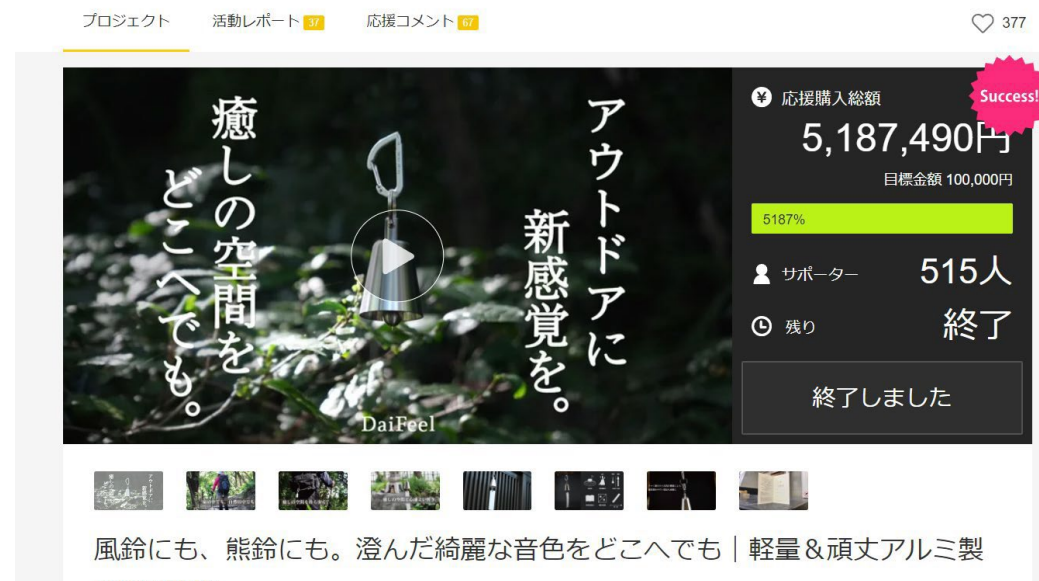 プロジェクト
活動レポート 37
応援コメント 67
377
アウトドアに
新感覚を。
癒しの空間を
どこへでも。
DaiFeel
Success!
応援購入総額
5,187,490円
目標金額 100,000円
5187%
サポーター 515人
残り 終了
終了しました
風鈴にも、熊鈴にも。澄んだ綺麗な音色をどこへでも｜軽量&頑丈アルミ製